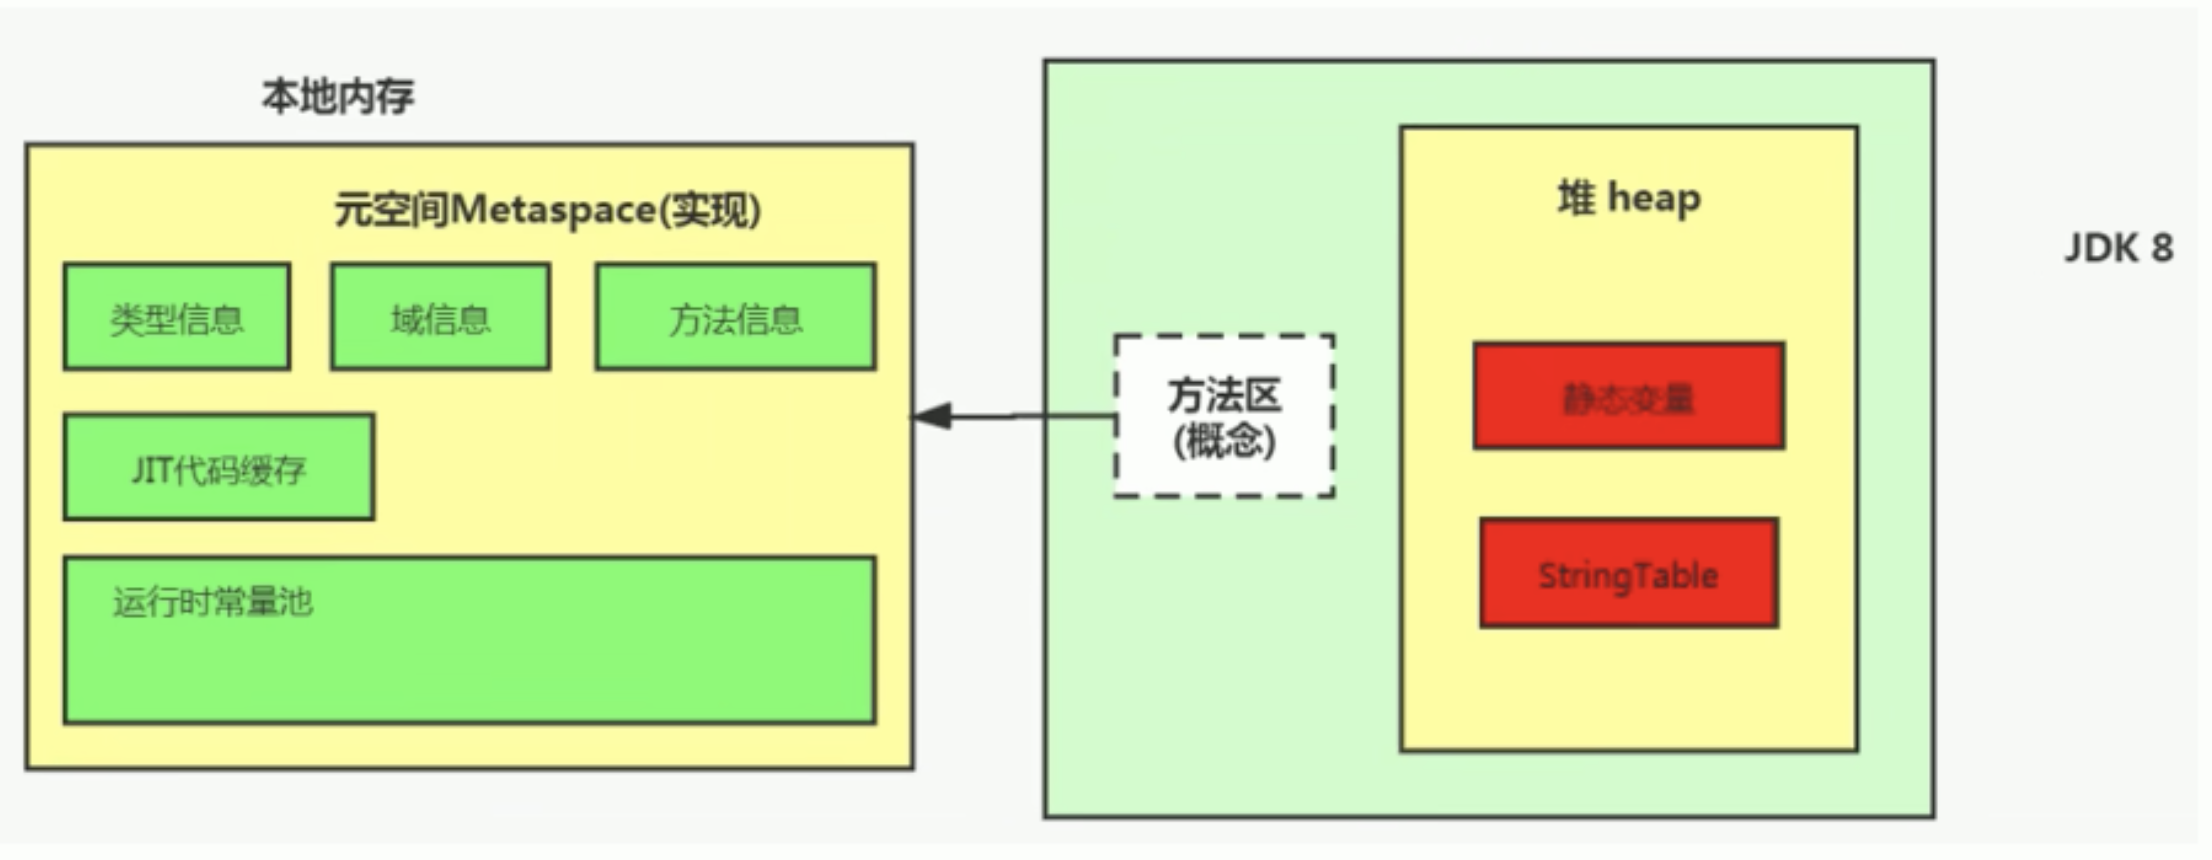 本地内存
元空间Metaspace(实现)
类型信息
域信息
方法信息
JIT代码缓存
运行时常量池
方法区
(概念)
堆 heap
静态变量
StringTable
JDK 8